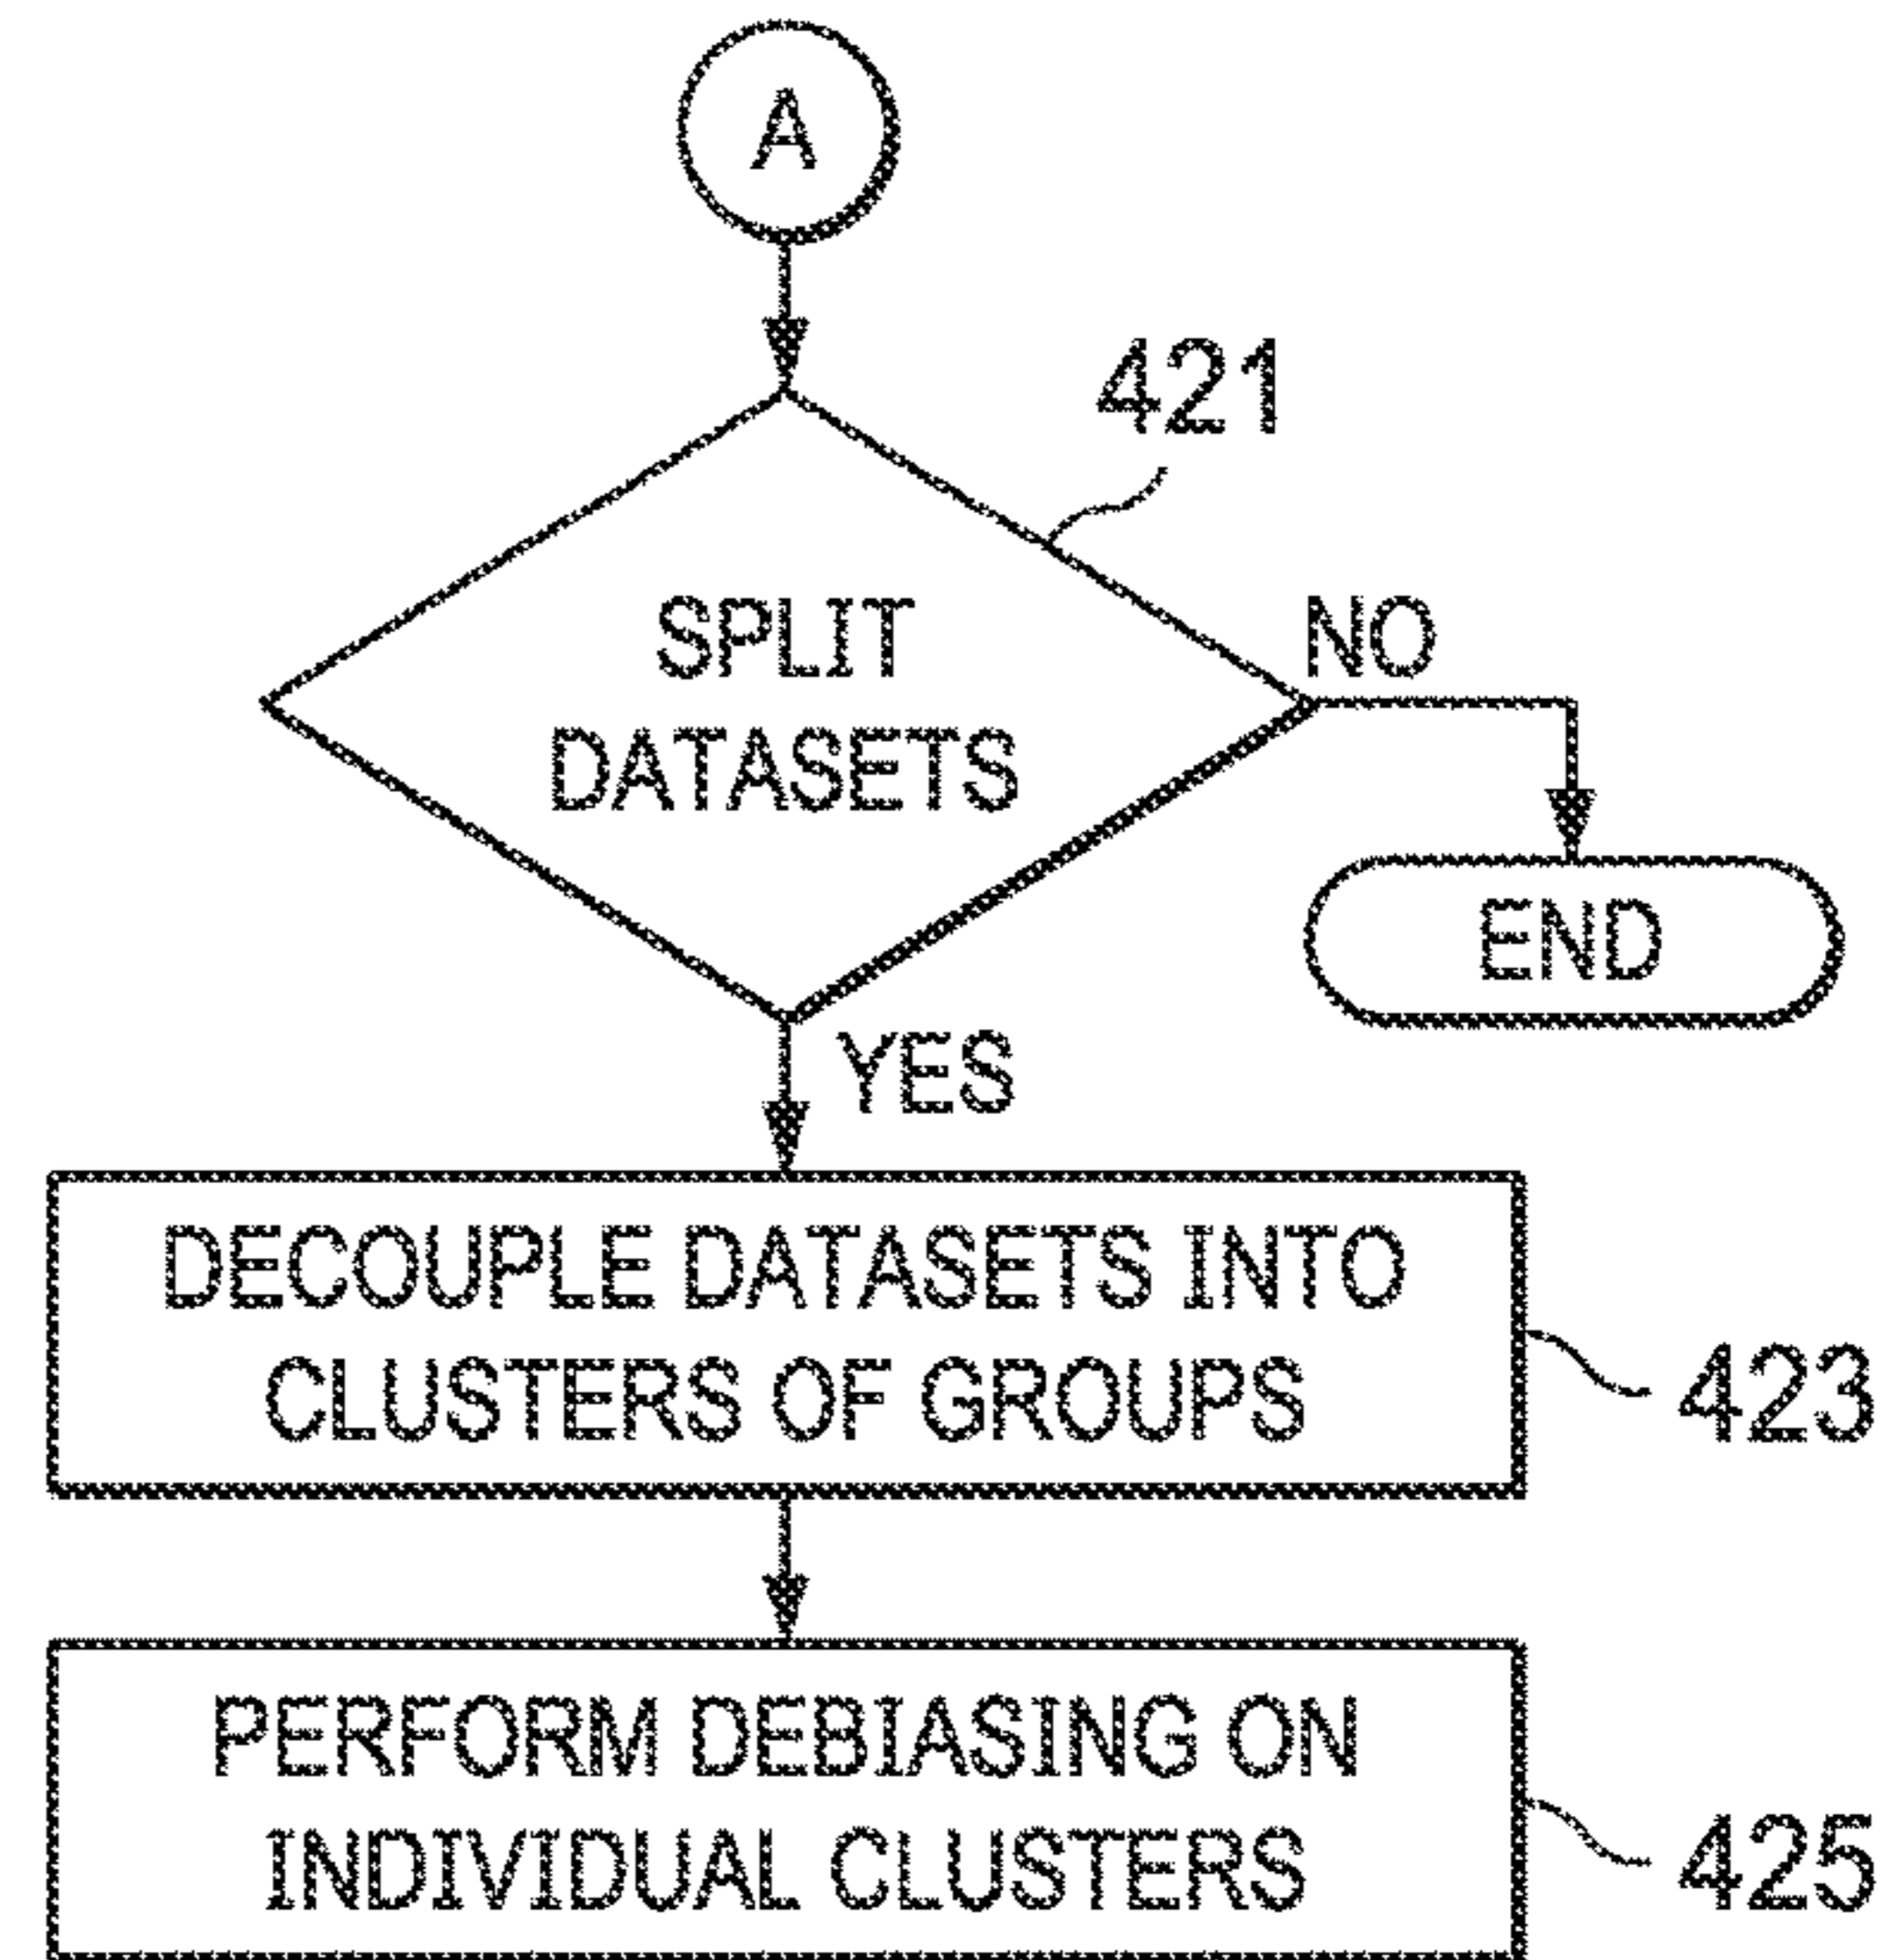 A
421
SPLIT
DATASETS
NO
END
YES
DECOUPLE DATASETS INTO
CLUSTERS OF GROUPS
423
PERFORM DEBIASING ON
INDIVIDUAL CLUSTERS
425